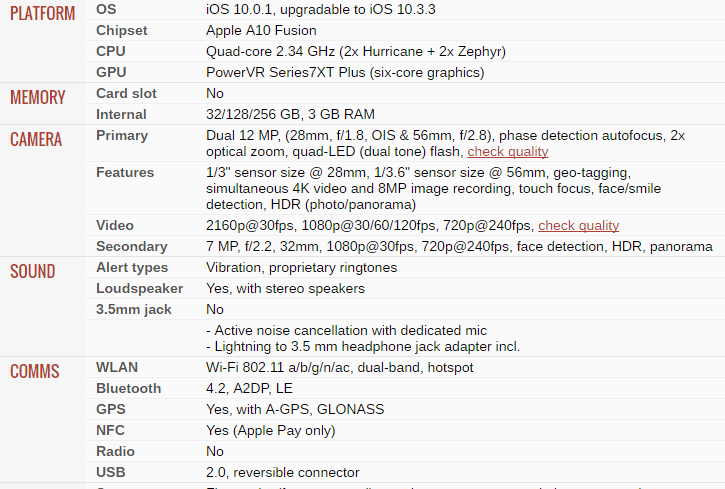 PLATFORM OS iOS 10.0.1, upgradable to iOS 10.3.3
Chipset Apple A10 Fusion
CPU Quad-core 2.34 GHz (2x Hurricane + 2x Zephyr)
GPU PowerVR Series7XT Plus (six-core graphics)
MEMORY Card slot No
Internal 32/128/256 GB, 3 GB RAM
CAMERA Primary Dual 12 MP, (28mm, f/1.8, OIS & 56mm, f/2.8), phase detection autofocus, 2x
optical zoom, quad-LED (dual tone) flash, check quality
Features 1/3" sensor size @ 28mm, 1/3.6" sensor size @ 56mm, geo-tagging,
simultaneous 4K video and 8MP image recording, touch focus, face/smile
detection, HDR (photo/panorama)
Video 2160p@30fps, 1080p@30/60/120fps, 720p@240fps, check quality
Secondary 7 MP, f/2.2, 32mm, 1080p@30fps, 720p@240fps, face detection, HDR, panorama
SOUND Alert types Vibration, proprietary ringtones
Loudspeaker Yes, with stereo speakers
3.5mm jack No
- Active noise cancellation with dedicated mic
- Lightning to 3.5 mm headphone jack adapter incl.
COMMS WLAN Wi-Fi 802.11 a/b/g/n/ac, dual-band, hotspot
Bluetooth 4.2, A2DP, LE
GPS Yes, with A-GPS, GLONASS
NFC Yes (Apple Pay only)
Radio No
USB 2.0, reversible connector